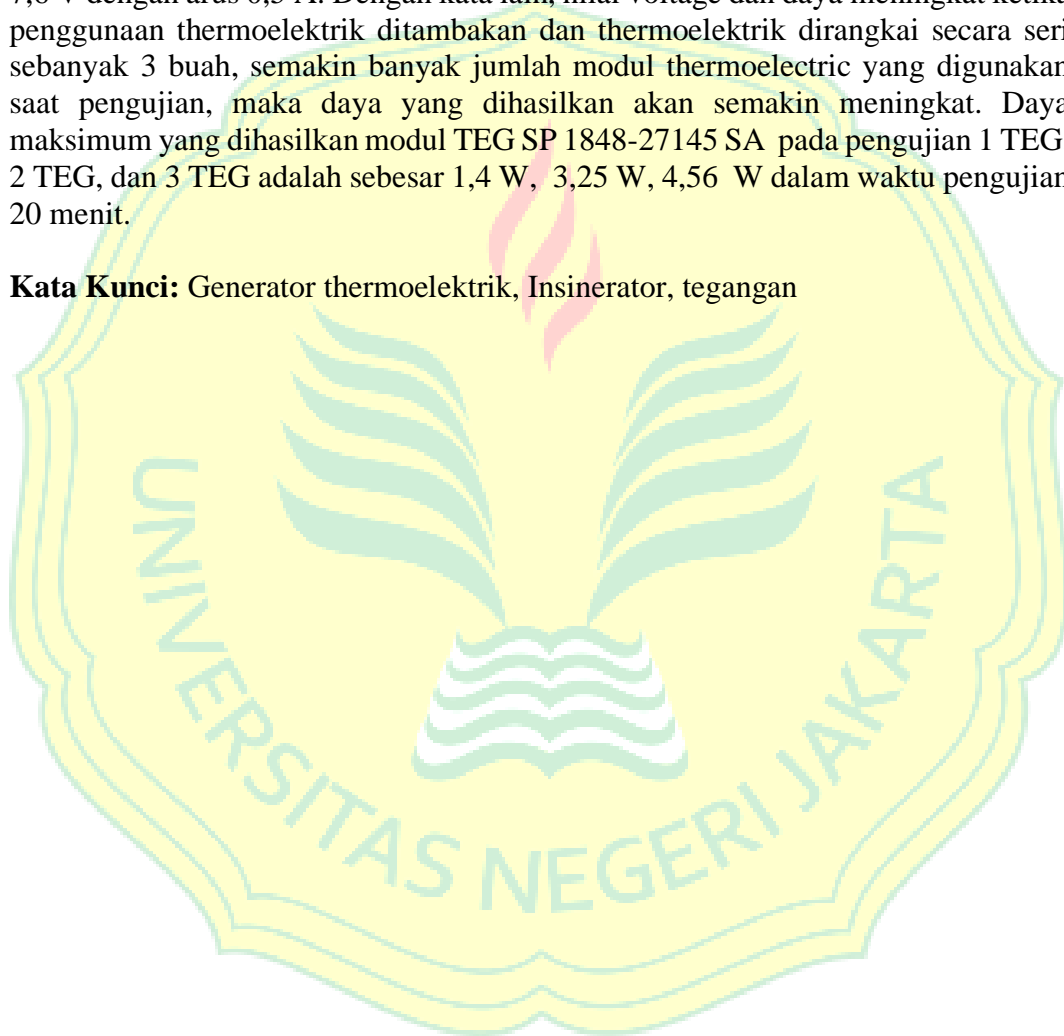 penggunaan thermoelektrik ditambakan dan thermoelektrik dirangkai secara seri
sebanyak 3 buah, semakin banyak jumlah modul thermoelectric yang digunakan
saat pengujian, maka daya yang dihasilkan akan semakin meningkat. Daya
maksimum yang dihasilkan modul TEG SP 1848-27145 SA pada pengujian 1 TEG
2 TEG, dan 3 TEG adalah sebesar 1,4 W, 3,25 W, 4,56 W dalam waktu pengujian
20 menit.
Kata Kunci: Generator thermoelektrik, Insinerator, tegangan
UNIVERSITAS NEGERI JAKARTA